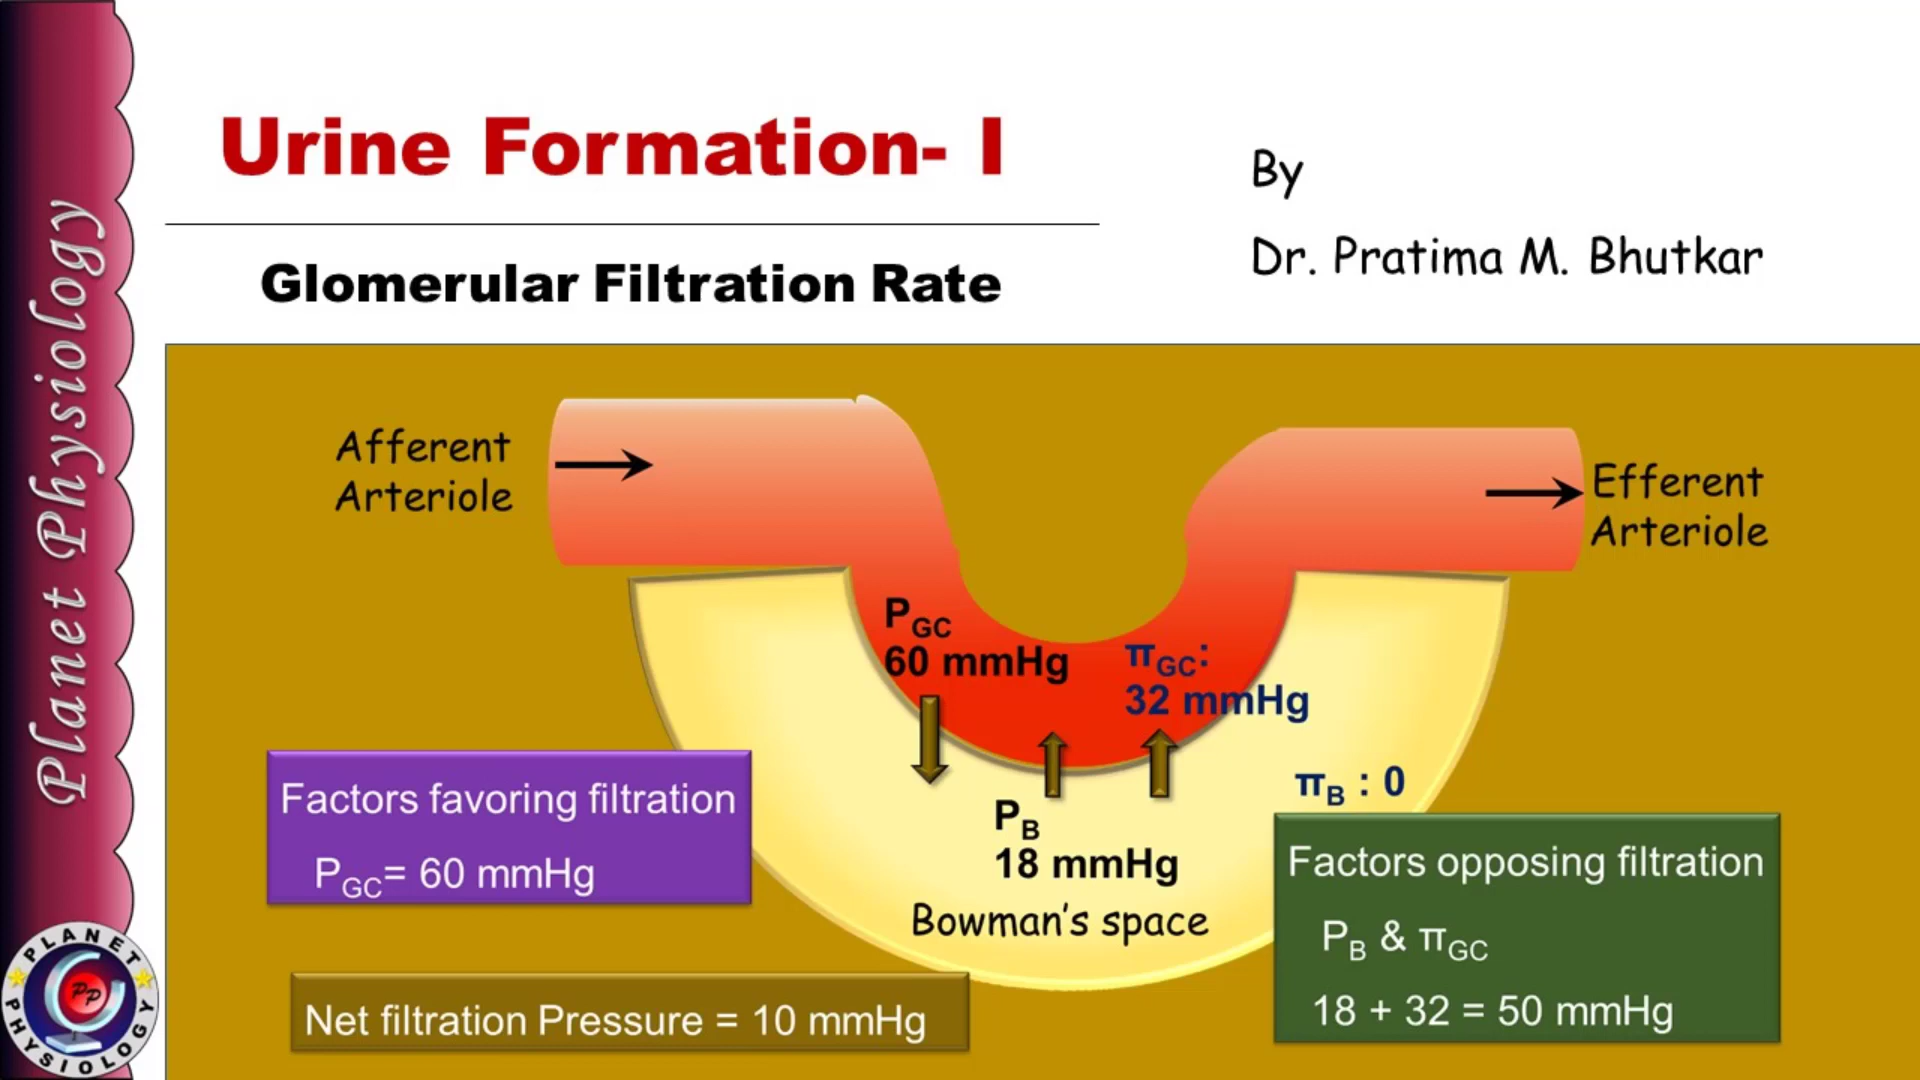 Urine Formation- I
By
Dr. Pratima M. Bhutkar
Glomerular Filtration Rate
Planet Physiology
Afferent
Arteriole
Efferent
Arteriole
PGC
60 mmHg
πGC:
32 mmHg
πB : 0
PB
18 mmHg
Bowman's space
Factors favoring filtration
PGC= 60 mmHg
Factors opposing filtration
PB & πGC
18 + 32 = 50 mmHg
Net filtration Pressure = 10 mmHg
PLANET
PP
PHYSIOLOGY